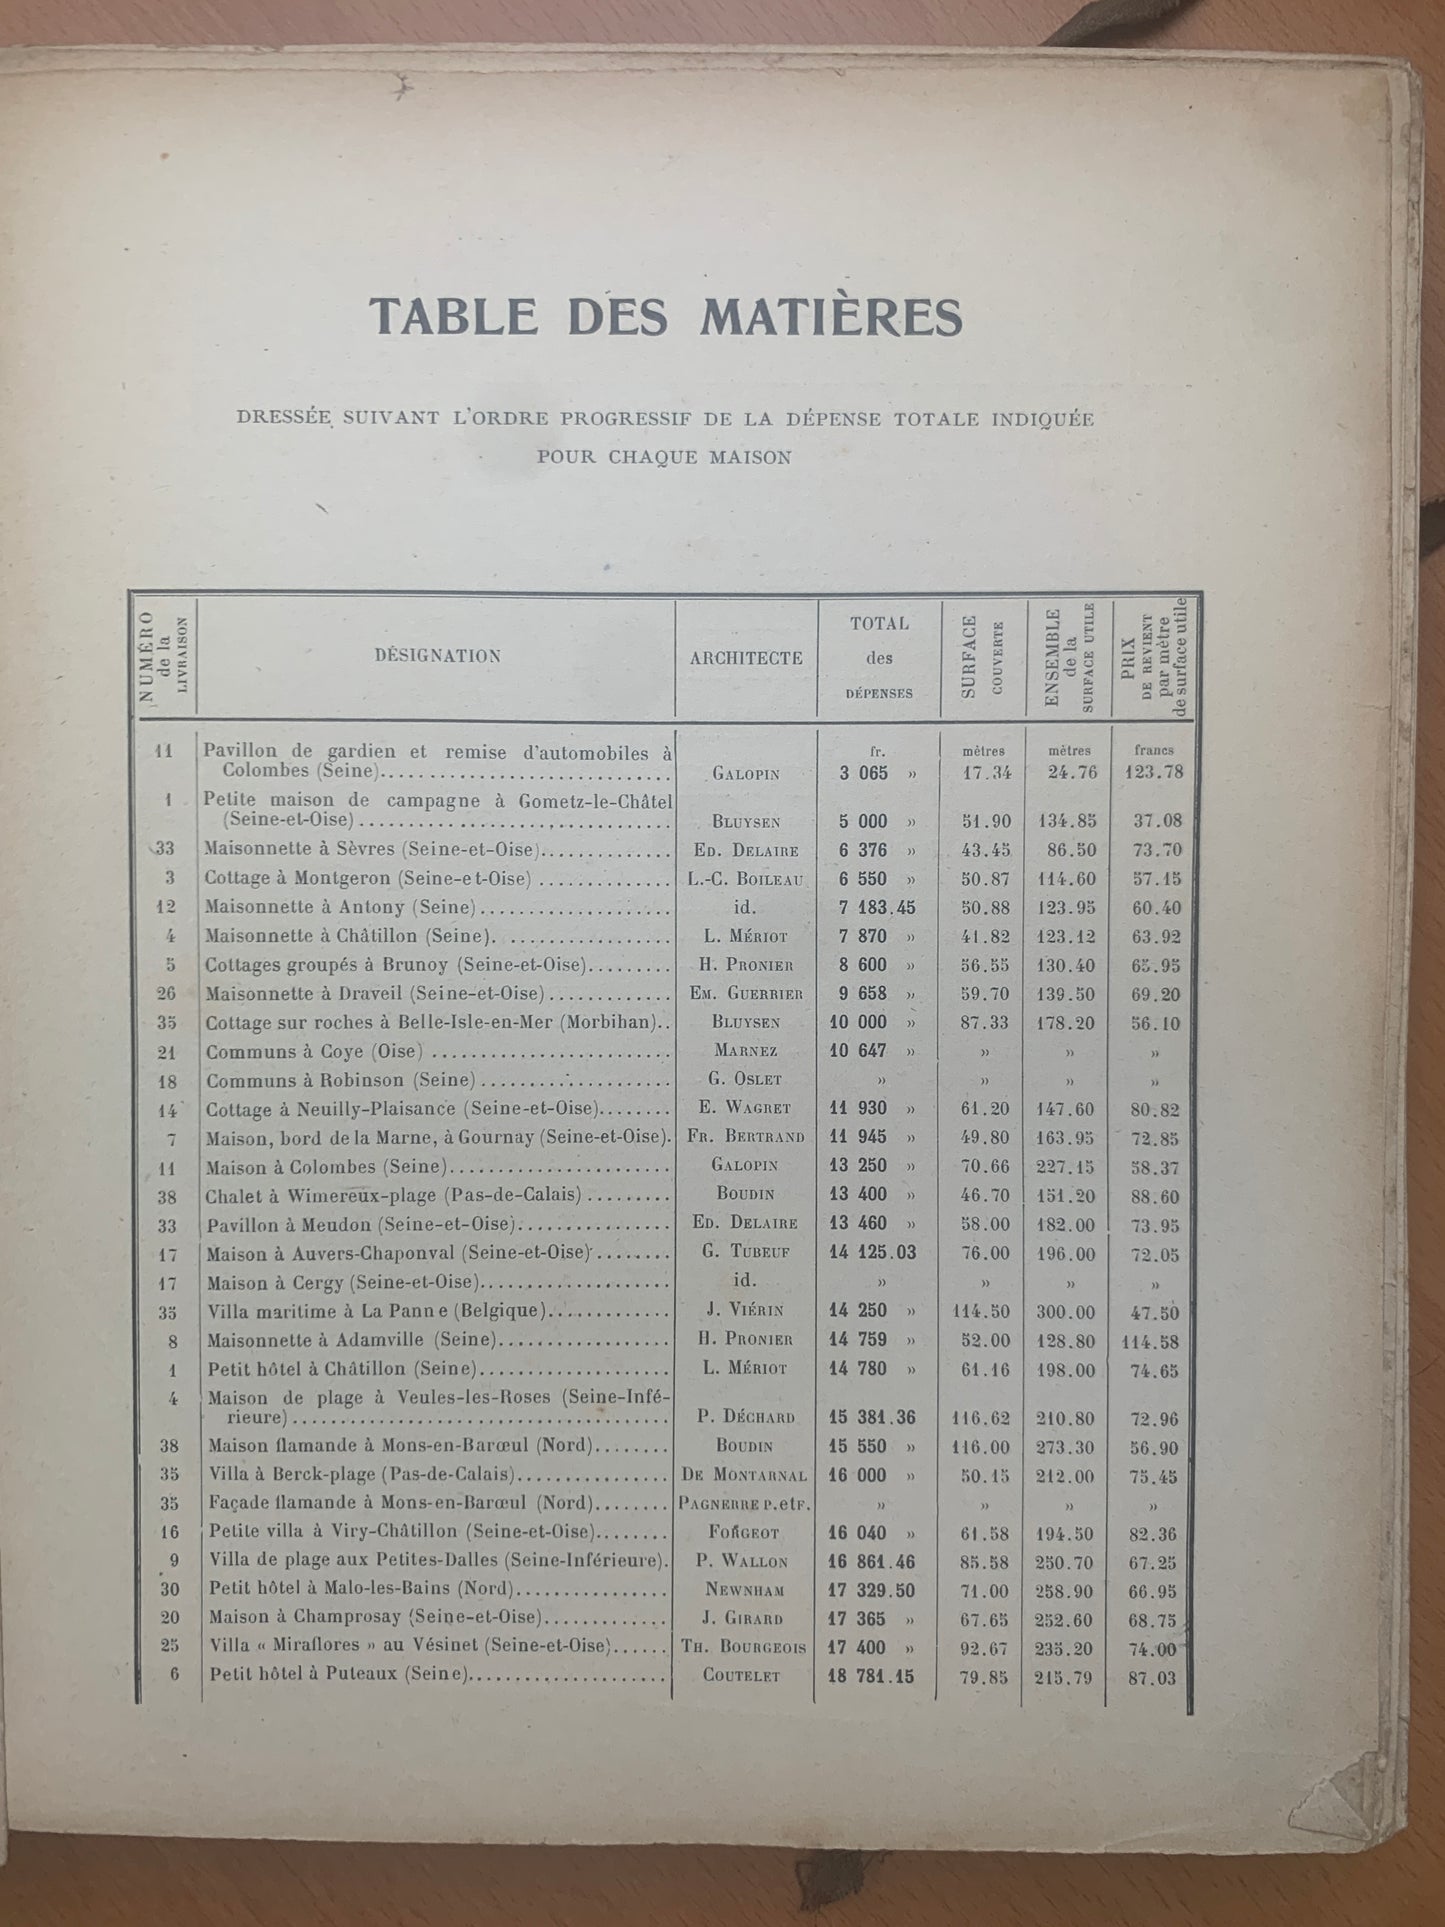 TABLE DES MATIÈRES
DRESSÉE SUIVANT L'ORDRE PROGRESSIF DE LA DÉPENSE TOTALE INDIQUÉE
POUR CHAQUE MAISON
NUMÉRO de la LIVRAISON DÉSIGNATION ARCHITECTE TOTAL des DÉPENSES SURFACE COUVERTE ENSEMBLE de la SURFACE UTILE PRIX DE REVIENT par mètre de surface utile
fr. mètres mètres francs
11 Pavillon de gardien et remise d'automobiles à
Colombes (Seine). GALOPIN 3 065 » 17.34 24.76 123.78
1 Petite maison de campagne à Gometz-le-Châtel
(Seine-et-Oise) BLUYSEN 5 000 » 51.90 134.85 37.08
33 Maisonnette à Sèvres (Seine-et-Oise). ED. DELAIRE 6 376 » 43.45 86.50 73.70
3 Cottage à Montgeron (Seine-et-Oise) L.-C. BOILEAU 6 550 » 50.87 114.60 57.15
12 Maisonnette à Antony (Seine) id. 7 183.45 50.88 123.95 60.40
4 Maisonnette à Châtillon (Seine). L. MÉRIOT 7 870 » 41.82 123.12 63.92
5 Cottages groupés à Brunoy (Seine-et-Oise) H. PRONIER 8 600 » 56.55 130.40 65.95
26 Maisonnette à Draveil (Seine-et-Oise) EM. GUERRIER 9 658 » 59.70 139.50 69.20
35 Cottage sur roches à Belle-Isle-en-Mer (Morbihan). BLUYSEN 10 000 » 87.33 178.20 56.10
21 Communs à Coye (Oise) MARNEZ 10 647 » » » »
18 Communs à Robinson (Seine) G. OSLET » » » »
14 Cottage à Neuilly-Plaisance (Seine-et-Oise). E. WAGRET 11 930 » 61.20 147.60 80.82
7 Maison, bord de la Marne, à Gournay (Seine-et-Oise). FR. BERTRAND 11 945 » 49.80 163.95 72.85
11 Maison à Colombes (Seine) GALOPIN 13 250 » 70.66 227.15 58.37
38 Chalet à Wimereux-plage (Pas-de-Calais) BOUDIN 13 400 » 46.70 151.20 88.60
33 Pavillon à Meudon (Seine-et-Oise). ED. DELAIRE 13 460 » 58.00 182.00 73.95
17 Maison à Auvers-Chaponval (Seine-et-Oise) G. TUBEUF 14 125.03 76.00 196.00 72.05
17 Maison à Cergy (Seine-et-Oise). id. » » » »
35 Villa maritime à La Panne (Belgique). J. VIÉRIN 14 250 » 114.50 300.00 47.50
8 Maisonnette à Adamville (Seine). H. PRONIER 14 759 » 52.00 128.80 114.58
1 Petit hôtel à Châtillon (Seine). L. MÉRIOT 14 780 » 61.16 198.00 74.65
4 Maison de plage à Veules-les-Roses (Seine-Infé-
rieure) P. DÉCHARD 15 381.36 116.62 210.80 72.96
38 Maison flamande à Mons-en-Barœul (Nord). BOUDIN 15 550 » 116.00 273.30 56.90
35 Villa à Berck-plage (Pas-de-Calais). DE MONTARNAL 16 000 » 50.15 212.00 75.45
35 Façade flamande à Mons-en-Barœul (Nord). PAGNERRE P. et F. » » » »
16 Petite villa à Viry-Châtillon (Seine-et-Oise). FORGEOT 16 040 » 61.58 194.50 82.36
9 Villa de plage aux Petites-Dalles (Seine-Inférieure). P. WALLON 16 861.46 85.58 250.70 67.25
30 Petit hôtel à Malo-les-Bains (Nord). NEWNHAM 17 329.50 71.00 258.90 66.95
20 Maison à Champrosay (Seine-et-Oise). J. GIRARD 17 365 » 67.65 252.60 68.75
25 Villa « Miraflores » au Vésinet (Seine-et-Oise) TH. BOURGEOIS 17 400 » 92.67 235.20 74.00
6 Petit hôtel à Puteaux (Seine). COUTELET 18 781.15 79.85 215.79 87.03